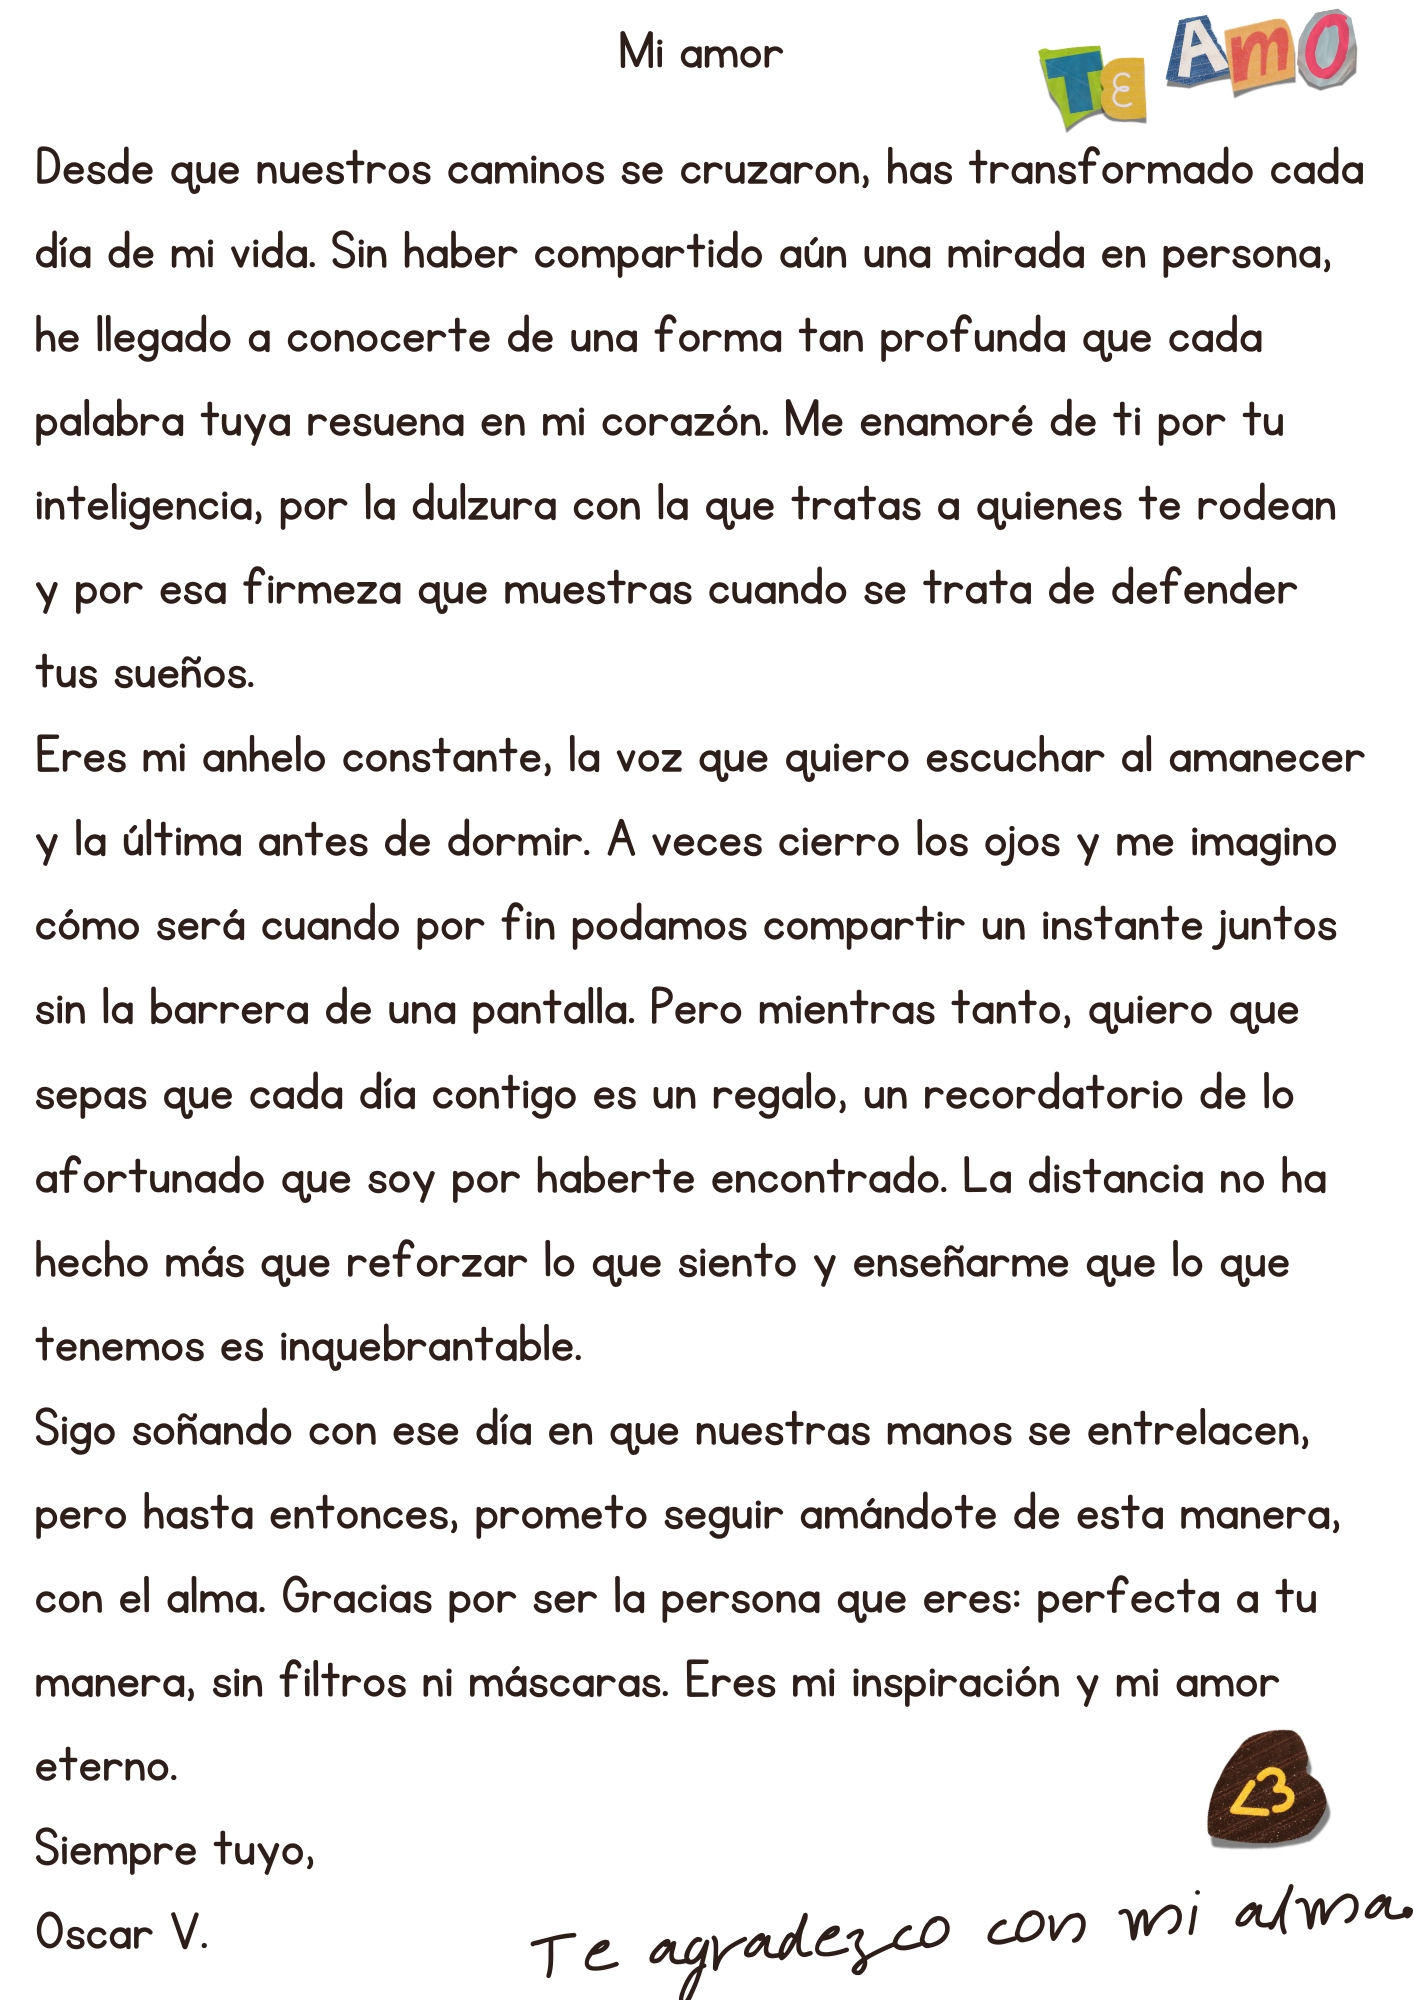 Mi amor
TE AMO
Desde que nuestros caminos se cruzaron, has transformado cada
día de mi vida. Sin haber compartido aún una mirada en persona,
he llegado a conocerte de una forma tan profunda que cada
palabra tuya resuena en mi corazón. Me enamoré de ti por tu
inteligencia, por la dulzura con la que tratas a quienes te rodean
y por esa firmeza que muestras cuando se trata de defender
tus sueños.
Eres mi anhelo constante, la voz que quiero escuchar al amanecer
y la última antes de dormir. A veces cierro los ojos y me imagino
cómo será cuando por fin podamos compartir un instante juntos
sin la barrera de una pantalla. Pero mientras tanto, quiero que
sepas que cada día contigo es un regalo, un recordatorio de lo
afortunado que soy por haberte encontrado. La distancia no ha
hecho más que reforzar lo que siento y enseñarme que lo que
tenemos es inquebrantable.
Sigo soñando con ese día en que nuestras manos se entrelacen,
pero hasta entonces, prometo seguir amándote de esta manera,
con el alma. Gracias por ser la persona que eres: perfecta a tu
manera, sin filtros ni máscaras. Eres mi inspiración y mi amor
eterno.
<3
Siempre tuyo,
Oscar V.
Te agradezco con mi alma.